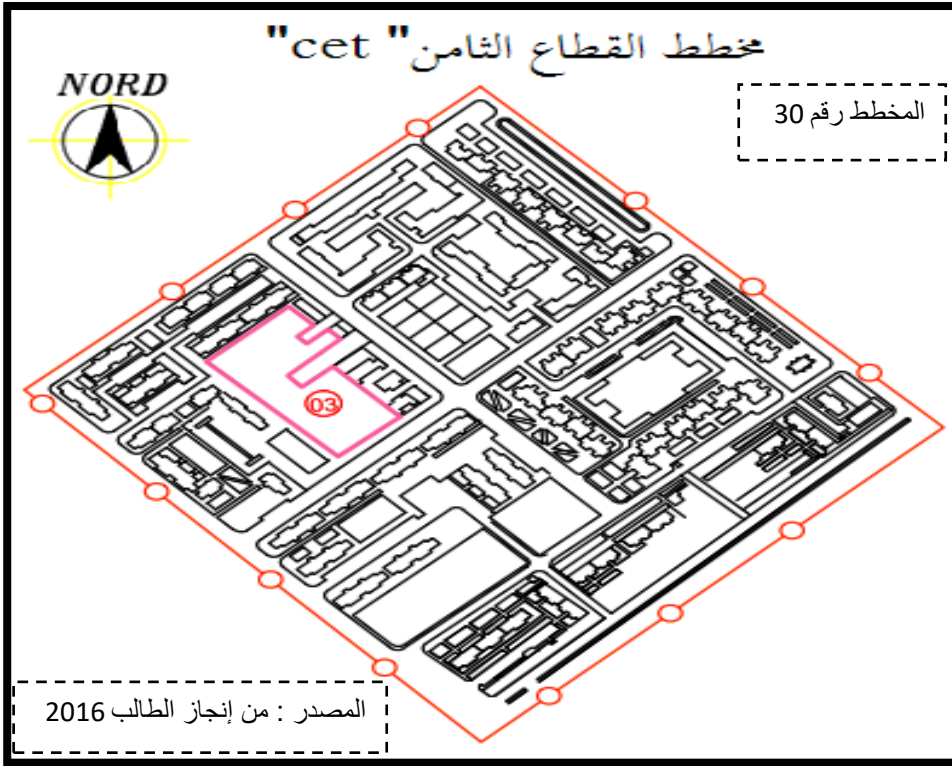 مخطط القطاع الثامن" cet"
NORD
المخطط رقم 30
03
المصدر : من إنجاز الطالب 2016